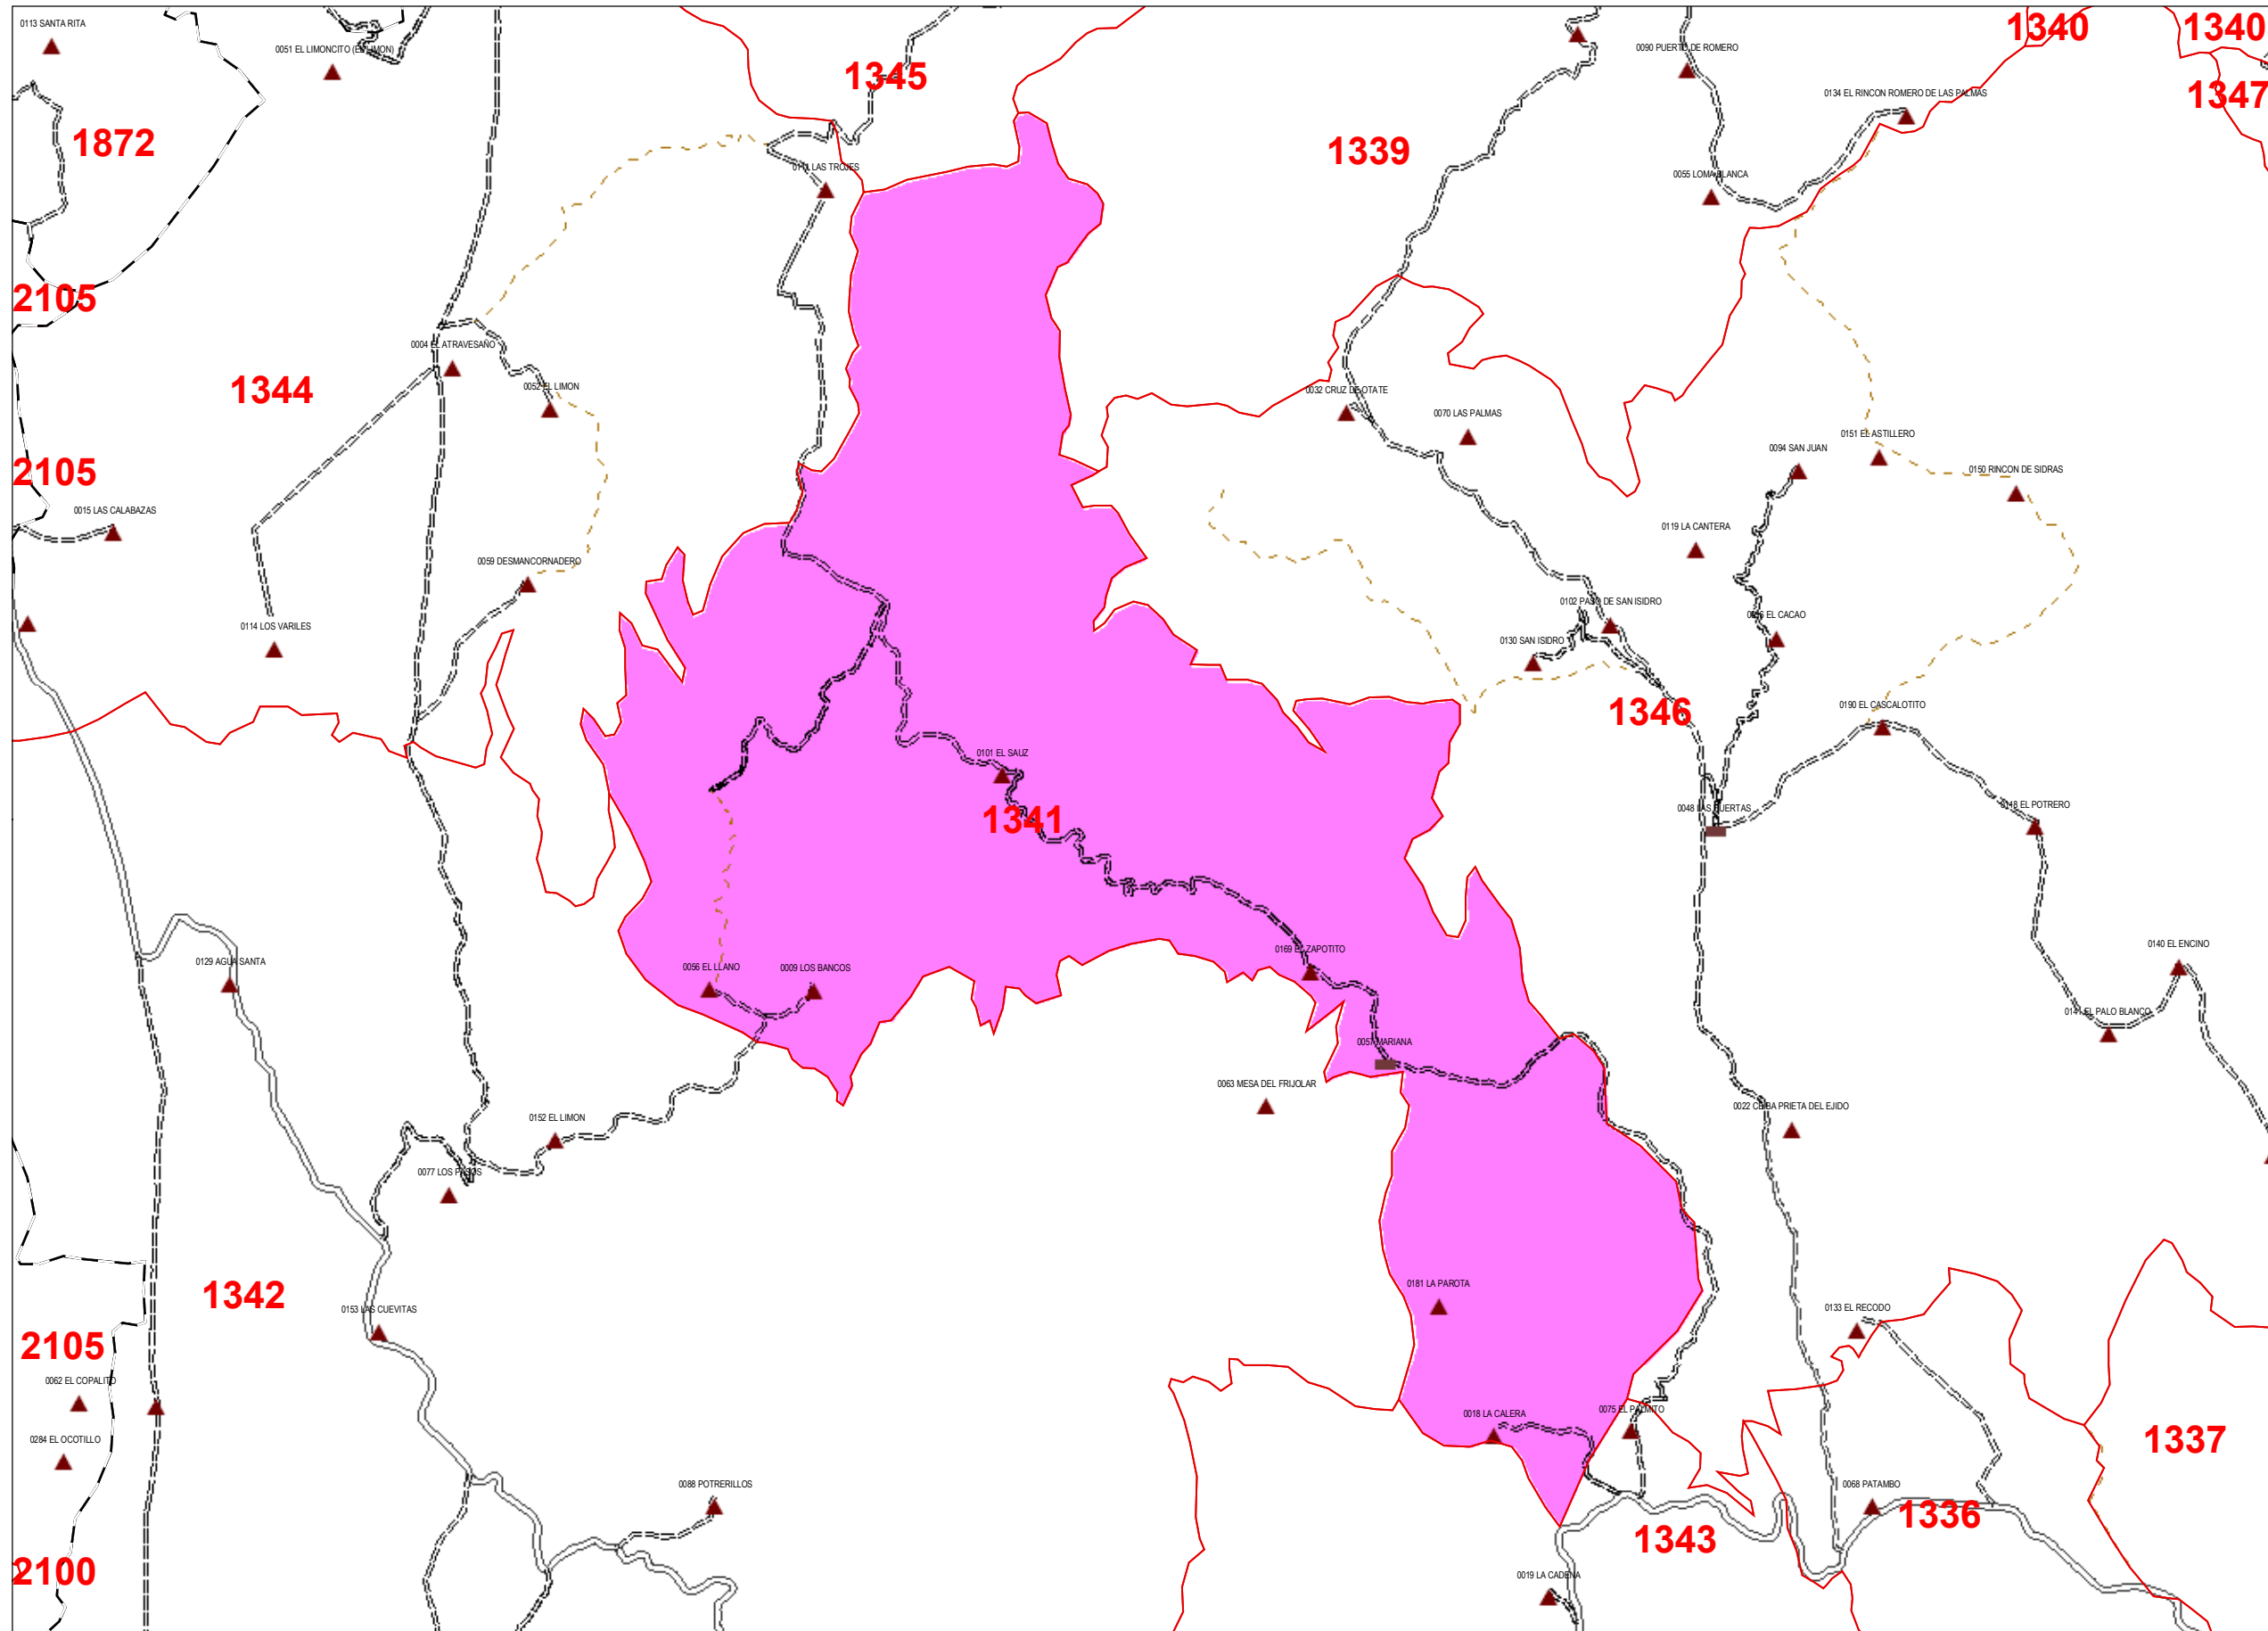 0113 SANTA RITA
1340
1340
0051 EL LIMONCITO (EL LIMON)
0090 PUERTO DE ROMERO
1345
0134 EL RINCON ROMERO DE LAS PALMAS
1347
1872
1339
LAS TROJES
0055 LOMA BLANCA
2105
0004 EL ATRAVESAÑO
1344
0052 EL LIMON
0032 CRUZ DE OTATE
0070 LAS PALMAS
0151 EL ASTILLERO
0094 SAN JUAN
2105
0150 RINCON DE SIDRAS
0015 LAS CALABAZAS
0119 LA CANTERA
0059 DESMANCORNADERO
0102 PASO DE SAN ISIDRO
EL CACAO
0114 LOS VARILES
0130 SAN ISIDRO
1346
0190 EL CASCALOTITO
0101 EL SAUZ
0048 LAS HUERTAS
0118 EL POTRERO
1341
0169 EL ZAPOTITO
0140 EL ENCINO
0129 AGUA SANTA
0056 EL LLANO
0009 LOS BANCOS
0141 EL PALO BLANCO
0057 MARIANA
0063 MESA DEL FRIJOLAR
0152 EL LIMON
0022 CEIBA PRIETA DEL EJIDO
0077 LOS POZOS
0181 LA PAROTA
1342
0153 LAS CUEVITAS
0133 EL RECODO
2105
0062 EL COPALITO
0018 LA CALERA
0075 EL PALMITO
0284 EL OCOTILLO
1337
0088 POTRERILLOS
0068 PATAMBO
1336
1343
2100
0019 LA CADENA